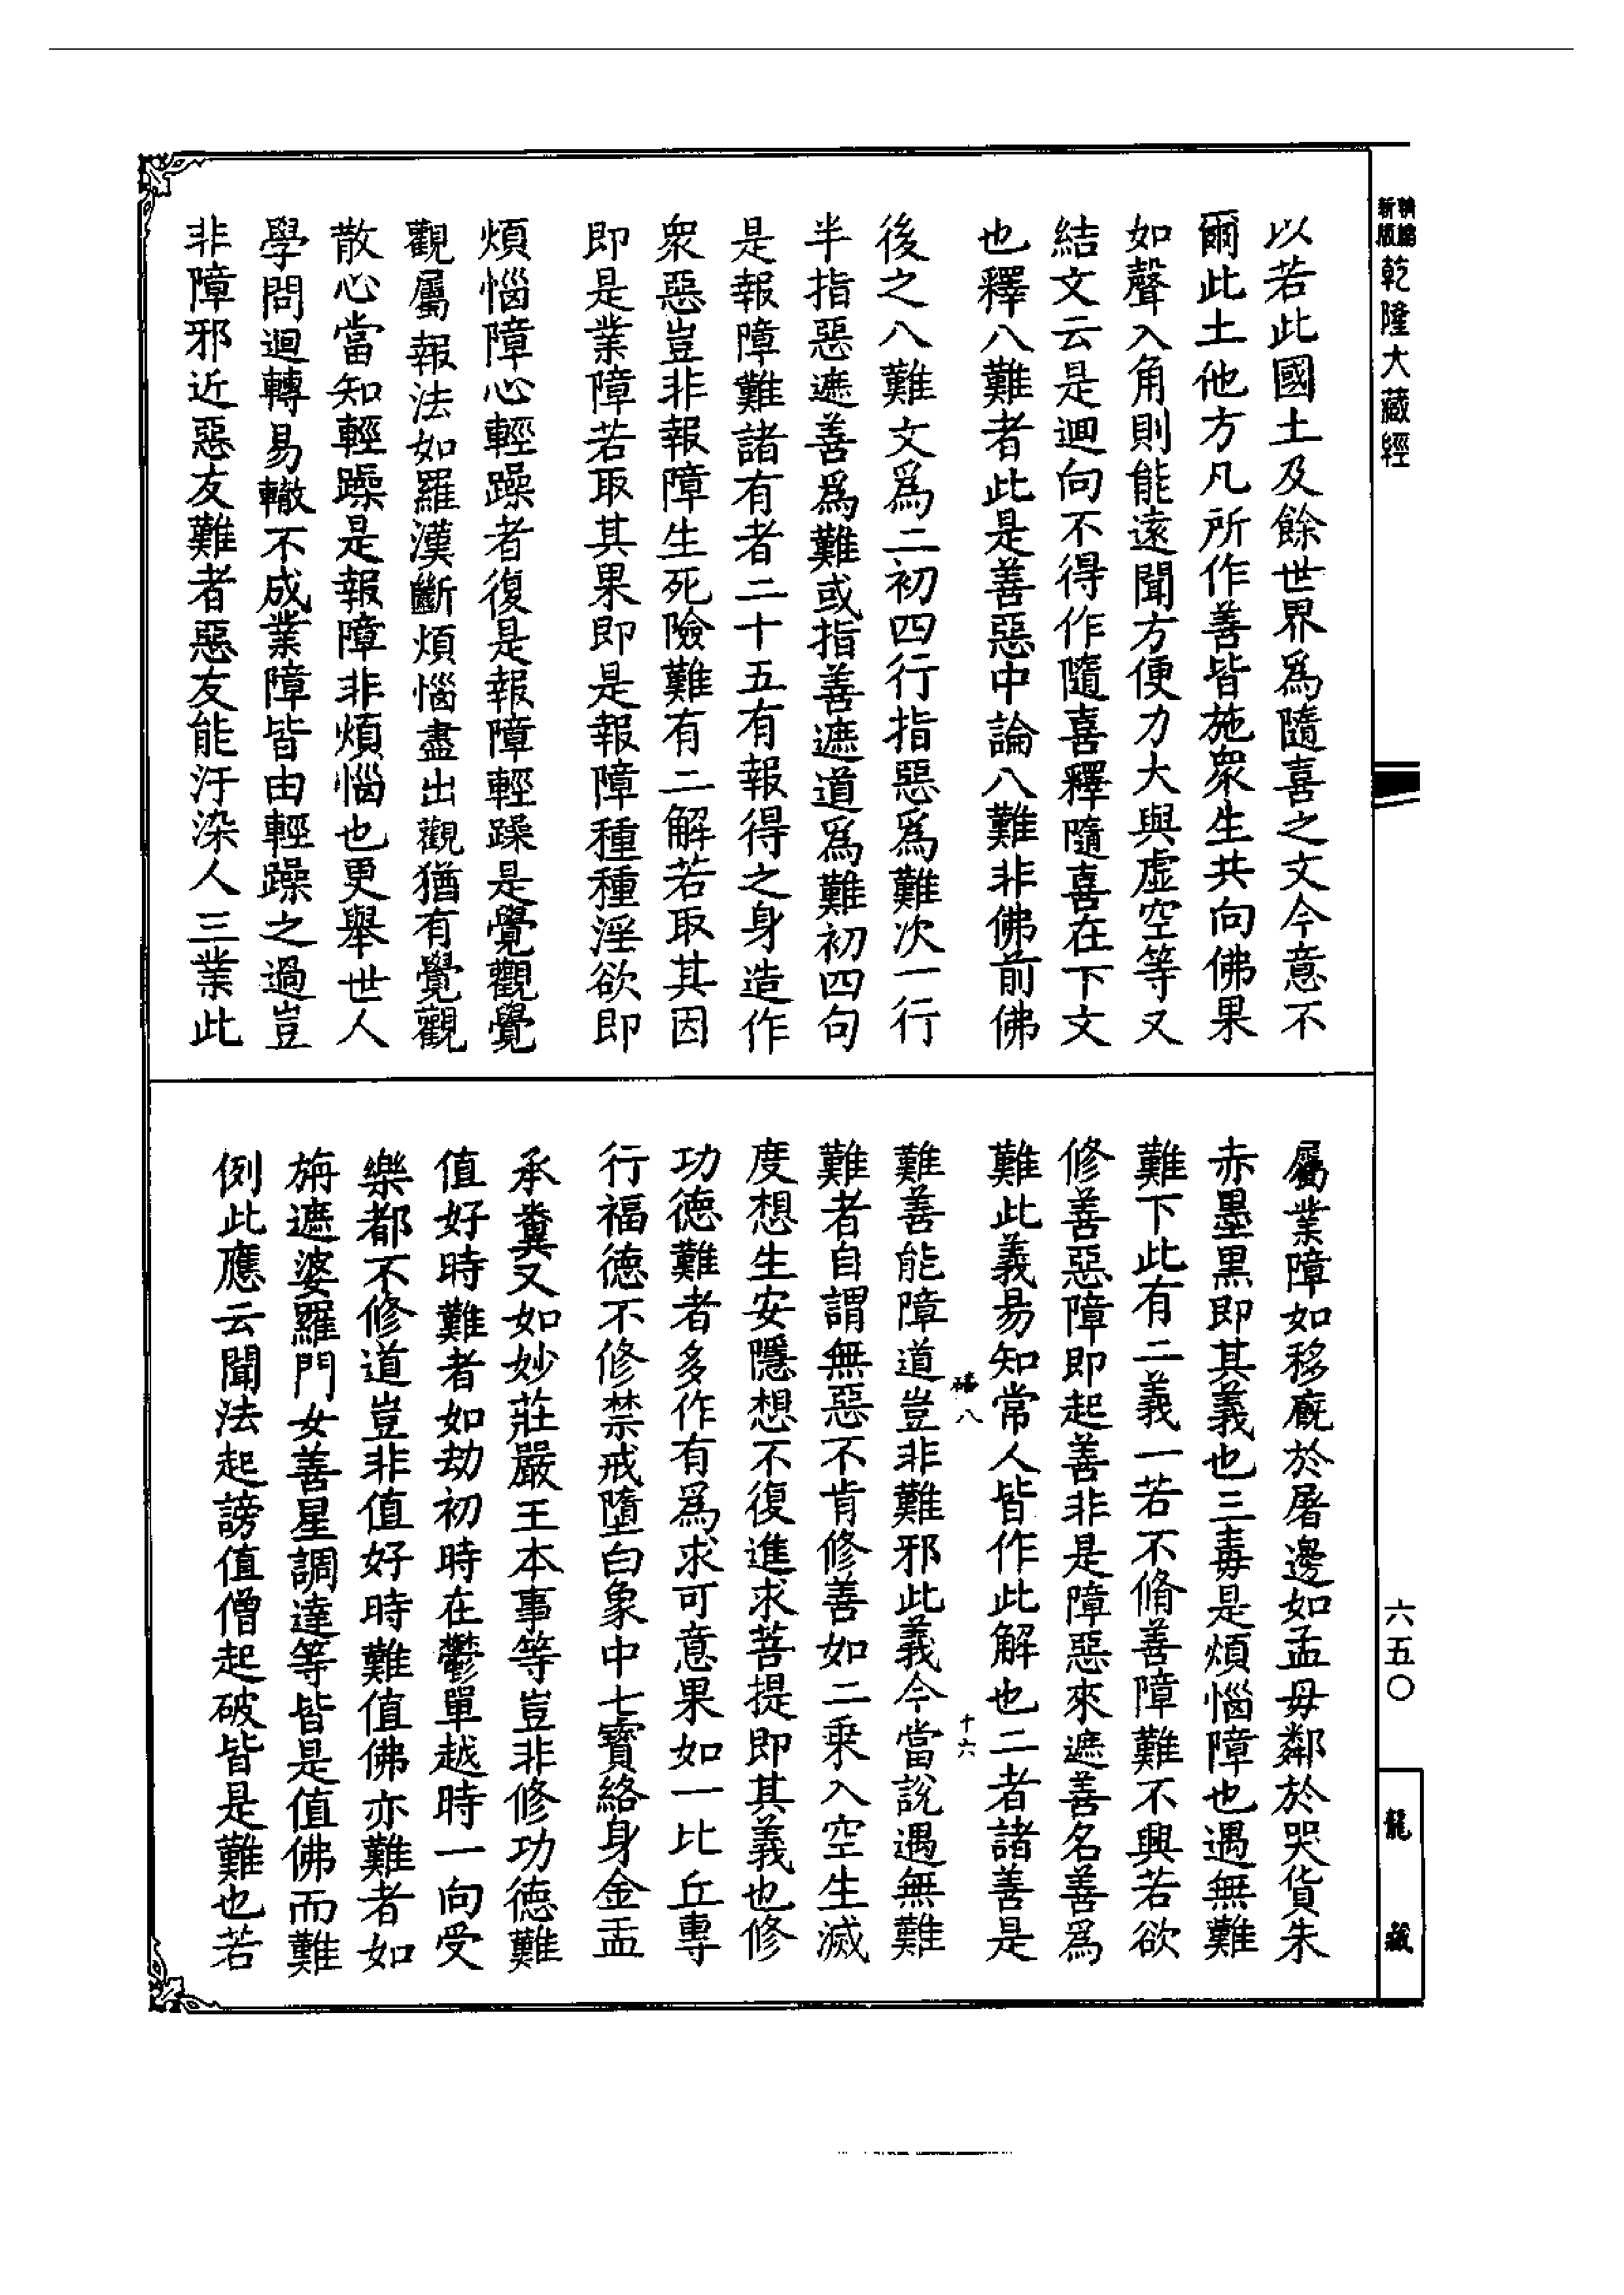 新版
乾隆大藏經
以若此國土及餘世界爲隨喜之文今意不
爾此土他方凡所作善皆施衆生共向佛果
如聲入角則能遠聞方便力大與虛空等又
結文云是迴向不得作隨喜釋隨喜在下文
也釋八難者此是善惡中論八難非佛前佛
後之八難文爲二初四行指惡爲難次一行
半指惡遮善爲難或指善遮道爲難初四句
是報障難諸有者二十五有報得之身造作
衆惡豈非報障生死險難有二解若取其因
即是業障若取其果即是報障種種淫欲即
煩惱障心輕躁者復是報障輕躁是覺觀覺
觀屬報法如羅漢斷煩惱盡出觀猶有覺觀
散心當知輕躁是報障非煩惱也更舉世人
學問迴轉易轍不成業障皆由輕躁之過豈
非障邪近惡友難者惡友能汙染人三業此
屬業障如移廐於屠邊如孟母鄰於哭貨朱
赤墨黑即其義也三毒是煩惱障也遇無難
難下此有二義一若不脩善障難不興若欲
修善惡障即起善非是障惡來遮善名善爲
難此義易知常人皆作此解也二者諸善是
難善能障道豈非難邪此義今當說遇無難
難者自謂無惡不肯修善如二乘入空生滅
度想生安隱想不復進求菩提即其義也修
功德難者多作有爲求可意果如一比丘專
行福德不修禁戒墮白象中七寶絡身金盂
承糞又如妙莊嚴王本事等豈非修功德難
值好時難者如劫初時在鬱單越時一向受
樂都不修道豈非值好時難值佛亦難者如
旃遮婆羅門女善星調達等皆是值佛而難
例此應云聞法起謗值僧起破皆是難也若
八
十六
六五〇
龍藏